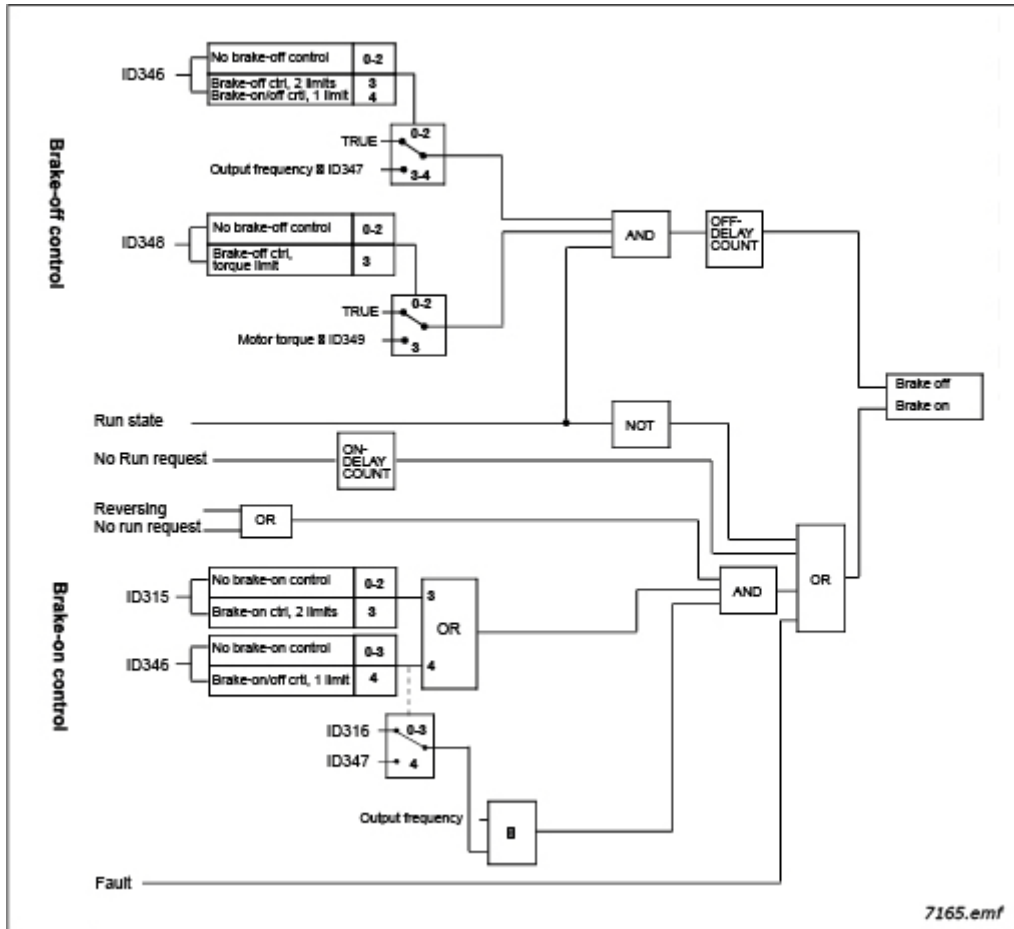 Brake-off control
ID346
No brake-off control 0-2
Brake-off ctrl, 2 limits 3
Brake-on/off crtl, 1 limit 4
TRUE
0-2
Output frequency ID347
3-4
ID348
No brake-off control 0-2
Brake-off ctrl,
torque limit 3
TRUE
0-2
Motor torque ID349
3
AND
OFF-
DELAY
COUNT
Brake off
Brake on
Run state
NOT
No Run request
ON-
DELAY
COUNT
Reversing
No run request
OR
Brake-on control
ID315
No brake-on control 0-2
Brake-on ctrl, 2 limits 3
3
OR
4
ID346
No brake-on control 0-3
Brake-on/off crtl, 1 limit 4
AND
OR
ID316
0-3
ID347
4
Output frequency
Fault
7165.emf